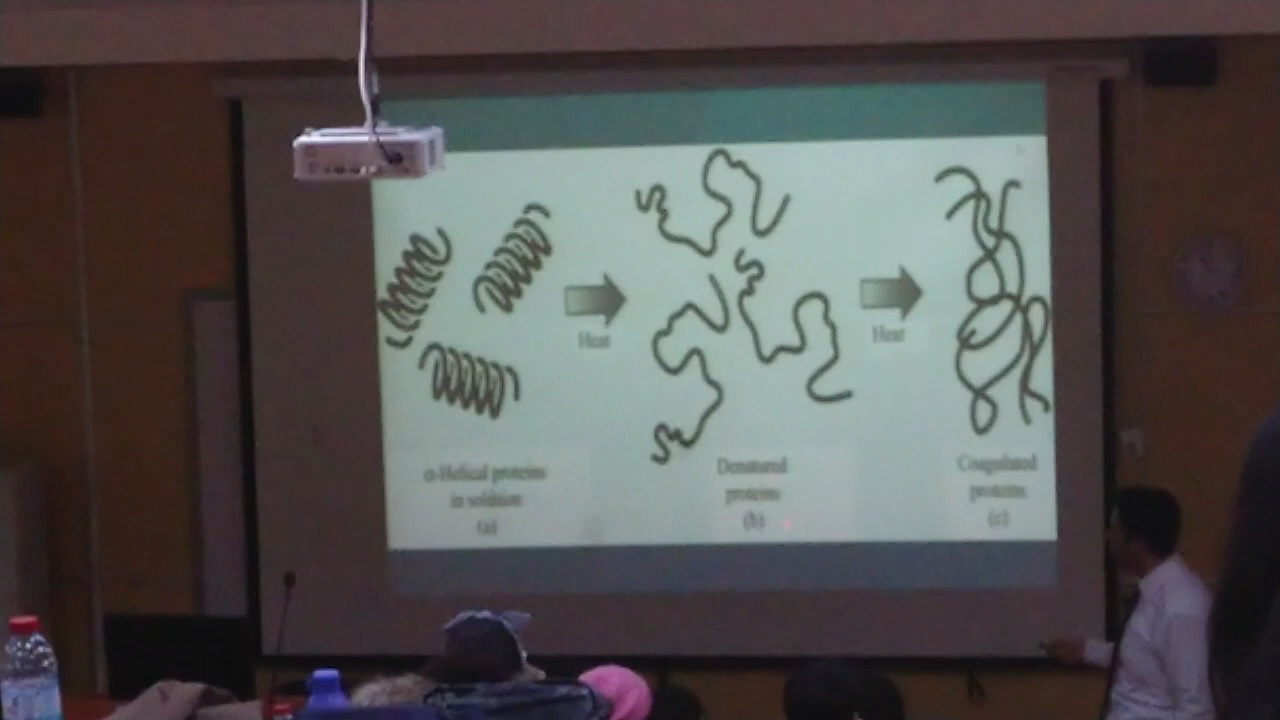 Heat
Heat
α-Helical proteins
in solution
(a)
Denatured
proteins
(b)
Coagulated
proteins
(c)